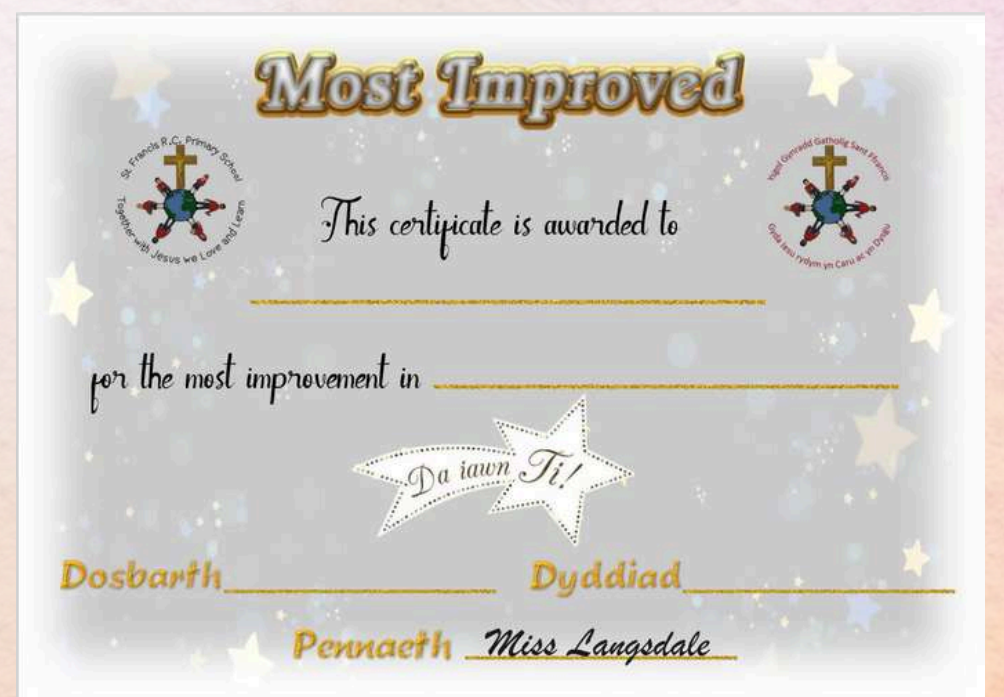 Most Improved
St. Francis R.C. Primary School
Together with Jesus we Love and Learn
Ysgol Gynradd Gatholig Sant Ffrancis
Gyda Iesu rydym yn Caru ac yn Dysgu
This certificate is awarded to
for the most improvement in
Da iawn Ti!
Dosbarth
Dyddiad
Pennaeth Miss Langsdale